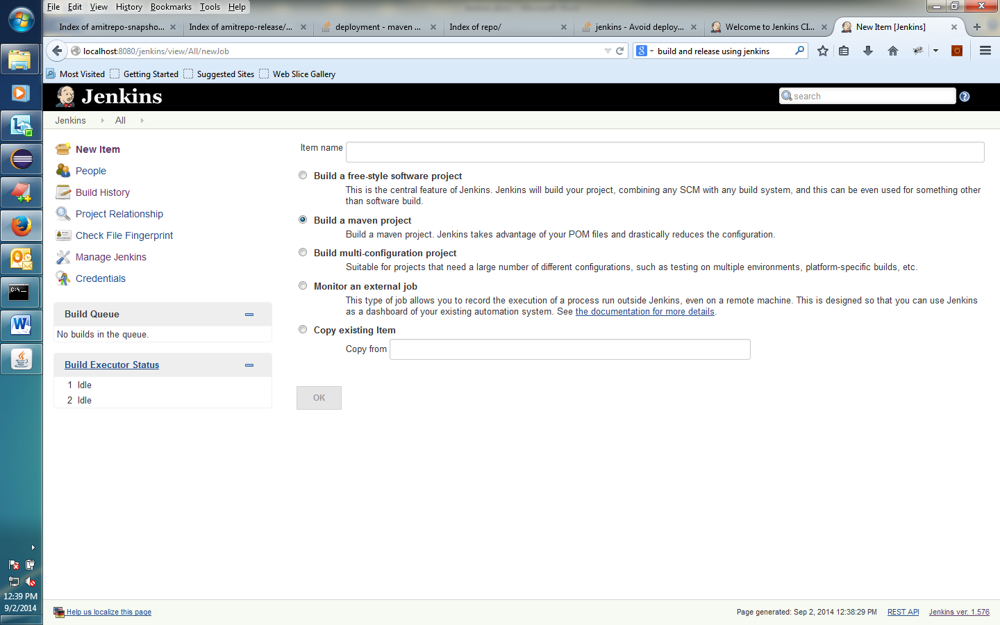 File Edit View History Bookmarks Tools Help
Index of amitrepo-snapsho... Index of amitrepo-release/... deployment - maven ... Index of repo/ jenkins - Avoid deploy... Welcome to Jenkins CI... New Item [Jenkins]
localhost:8080/jenkins/view/All/newJob
build and release using jenkins
Most Visited Getting Started Suggested Sites Web Slice Gallery
Jenkins
search
Jenkins All
New Item
People
Build History
Project Relationship
Check File Fingerprint
Manage Jenkins
Credentials
Build Queue
No builds in the queue.
Build Executor Status
1 Idle
2 Idle
Item name
Build a free-style software project
This is the central feature of Jenkins. Jenkins will build your project, combining any SCM with any build system, and this can be even used for something other
than software build.
Build a maven project
Build a maven project. Jenkins takes advantage of your POM files and drastically reduces the configuration.
Build multi-configuration project
Suitable for projects that need a large number of different configurations, such as testing on multiple environments, platform-specific builds, etc.
Monitor an external job
This type of job allows you to record the execution of a process run outside Jenkins, even on a remote machine. This is designed so that you can use Jenkins
as a dashboard of your existing automation system. See the documentation for more details.
Copy existing Item
Copy from
OK
12:39 PM
9/2/2014
Help us localize this page
Page generated: Sep 2, 2014 12:38:29 PM REST API Jenkins ver. 1.576